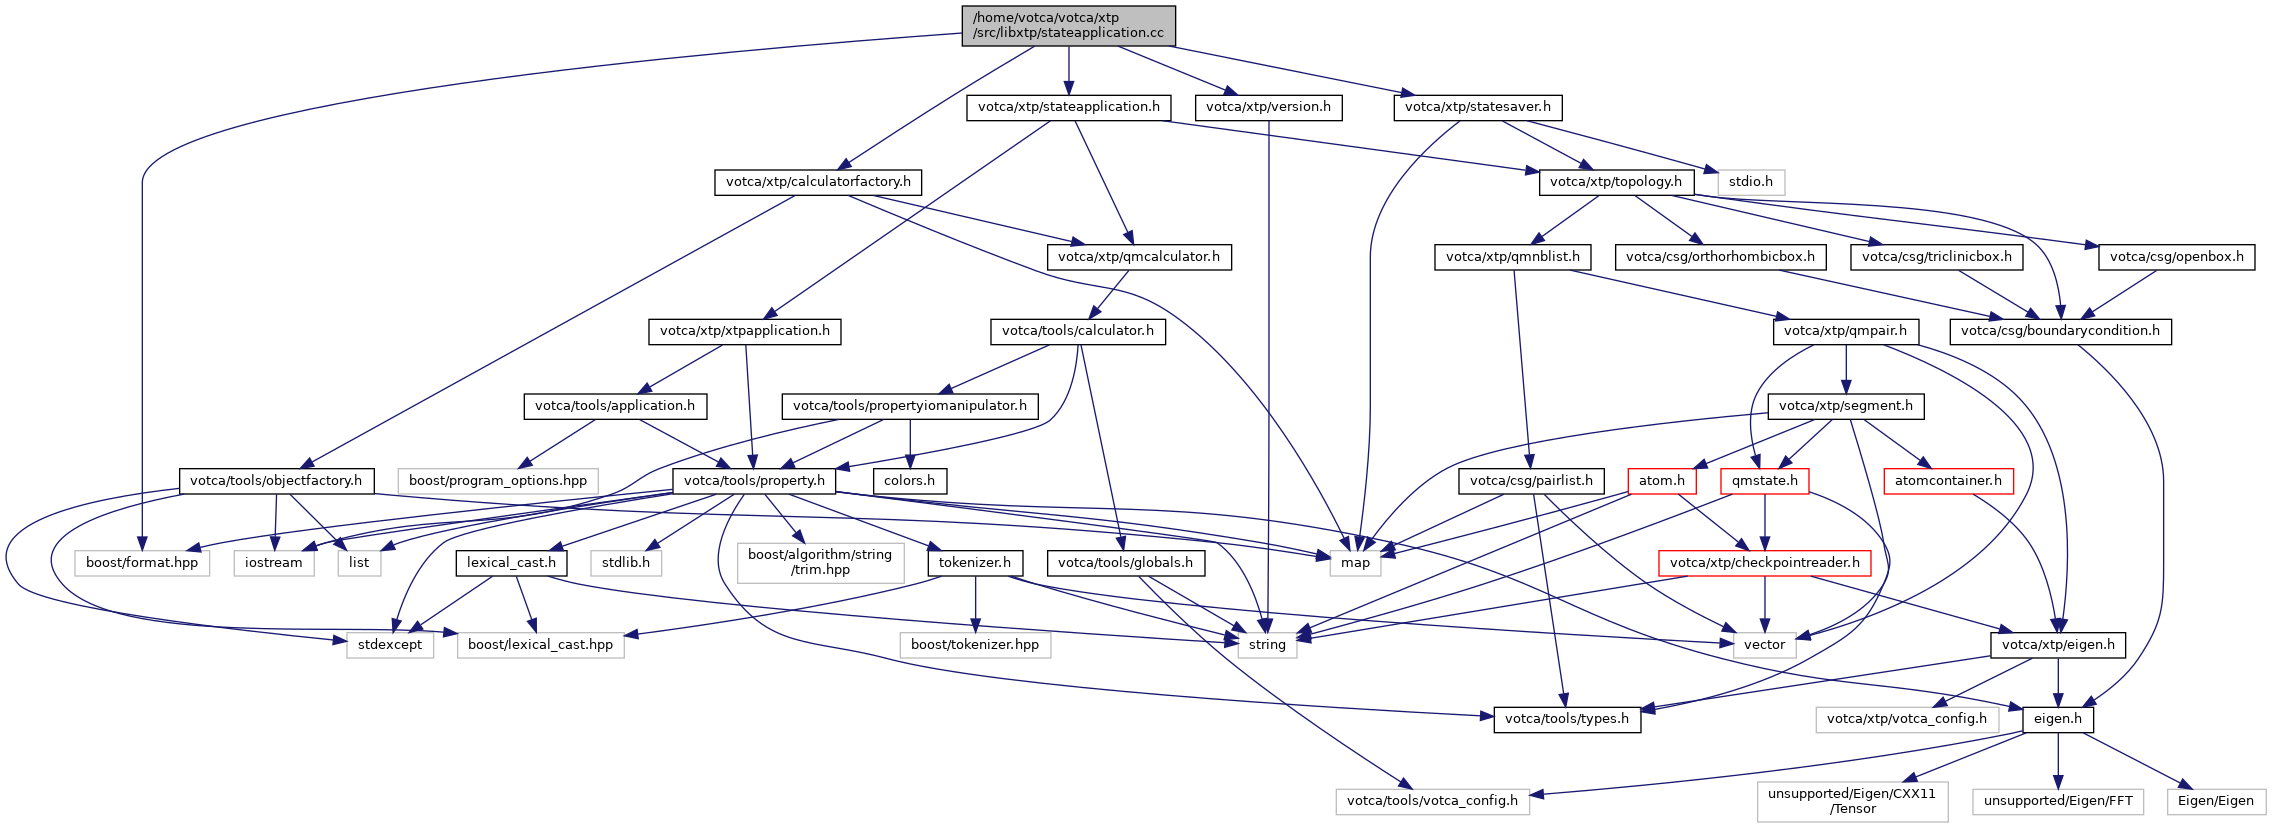 /home/votca/votca/xtp
/src/libxtp/stateapplication.cc
votca/xtp/stateapplication.h
votca/xtp/version.h
votca/xtp/statesaver.h
votca/xtp/calculatorfactory.h
votca/xtp/topology.h
stdio.h
votca/xtp/qmcalculator.h
votca/xtp/qmnblist.h
votca/csg/orthorhombicbox.h
votca/csg/triclinicbox.h
votca/csg/openbox.h
votca/xtp/xtpapplication.h
votca/tools/calculator.h
votca/xtp/qmpair.h
votca/csg/boundarycondition.h
votca/tools/application.h
votca/tools/propertyiomanipulator.h
votca/xtp/segment.h
votca/tools/objectfactory.h
boost/program_options.hpp
votca/tools/property.h
colors.h
votca/csg/pairlist.h
atom.h
qmstate.h
atomcontainer.h
boost/format.hpp
iostream
list
lexical_cast.h
stdlib.h
boost/algorithm/string
/trim.hpp
tokenizer.h
votca/tools/globals.h
map
votca/xtp/checkpointreader.h
stdexcept
boost/lexical_cast.hpp
boost/tokenizer.hpp
string
vector
votca/xtp/eigen.h
votca/tools/types.h
votca/xtp/votca_config.h
eigen.h
votca/tools/votca_config.h
unsupported/Eigen/CXX11
/Tensor
unsupported/Eigen/FFT
Eigen/Eigen